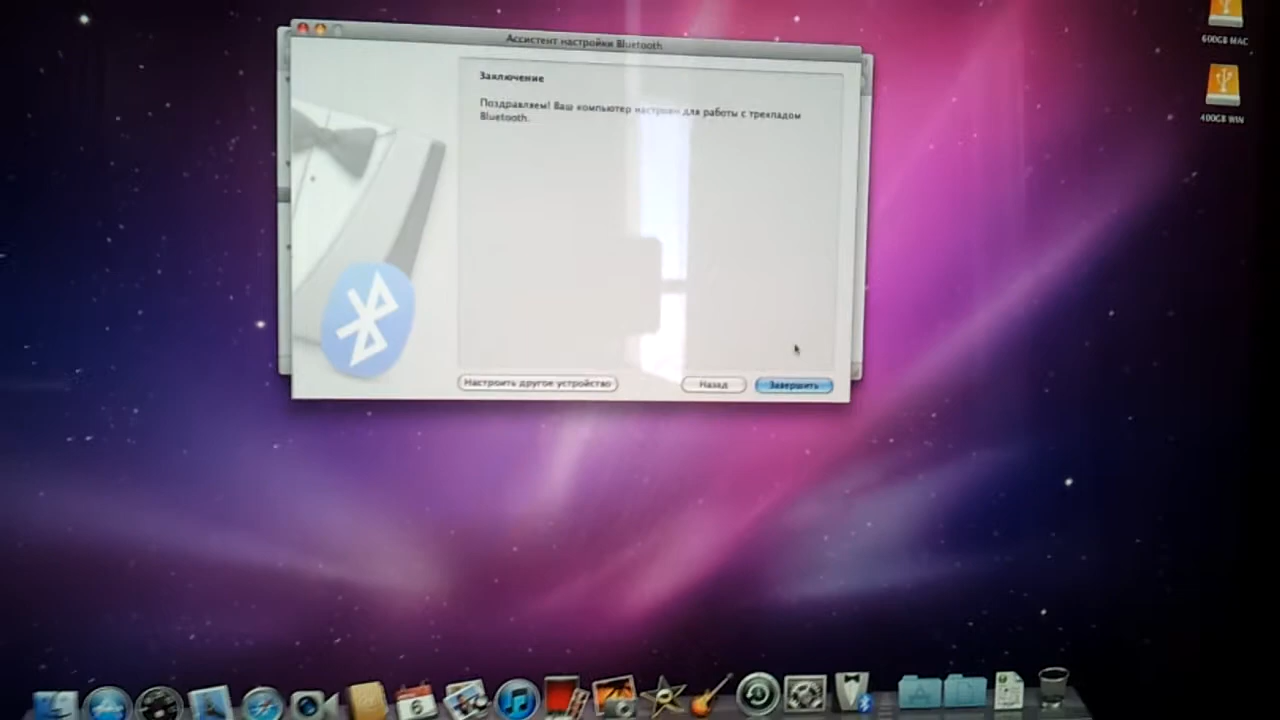 Ассистент настройки Bluetooth
600GB MAC
Заключение
Поздравляем! Ваш компьютер настроен для работы с трекпадом
Bluetooth.
400GB WIN
Настроить другое устройство
Назад
Завершить
6